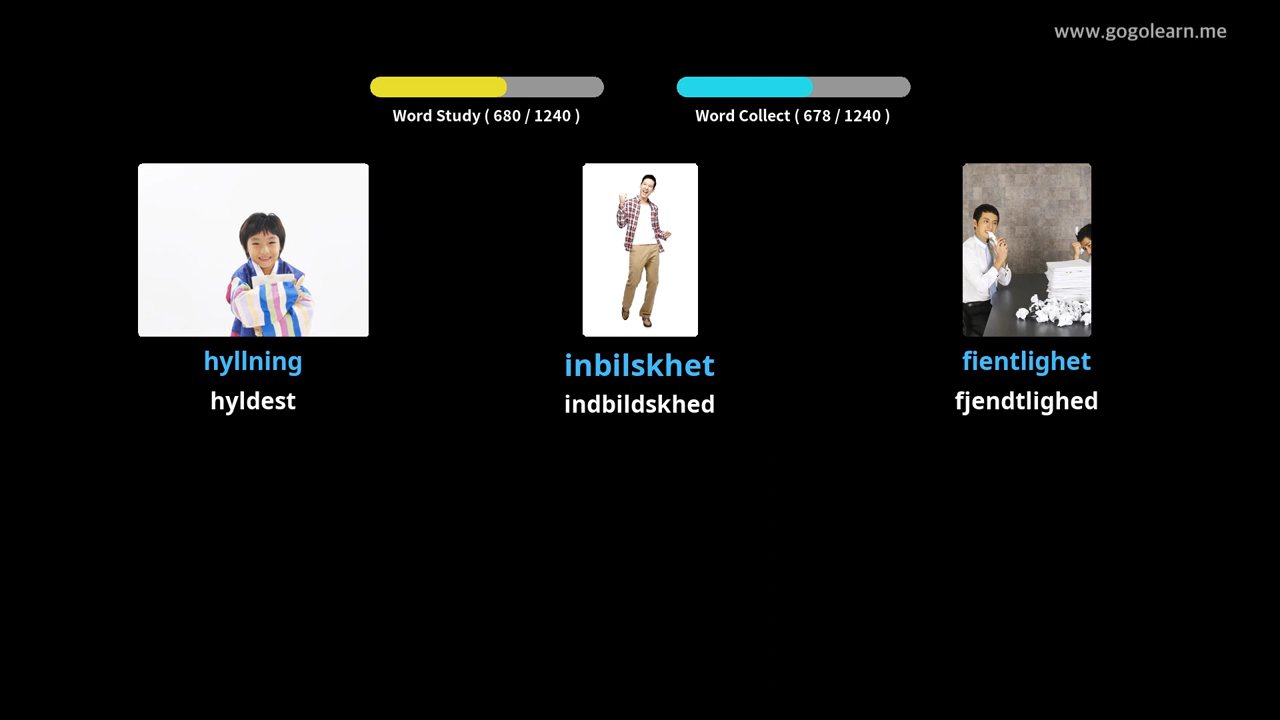 www.gogolearn.me
Word Study ( 680 / 1240 )
Word Collect ( 678 / 1240 )
hyllning
hyldest
inbilskhet
indbildskhed
fientlighet
fjendtlighed